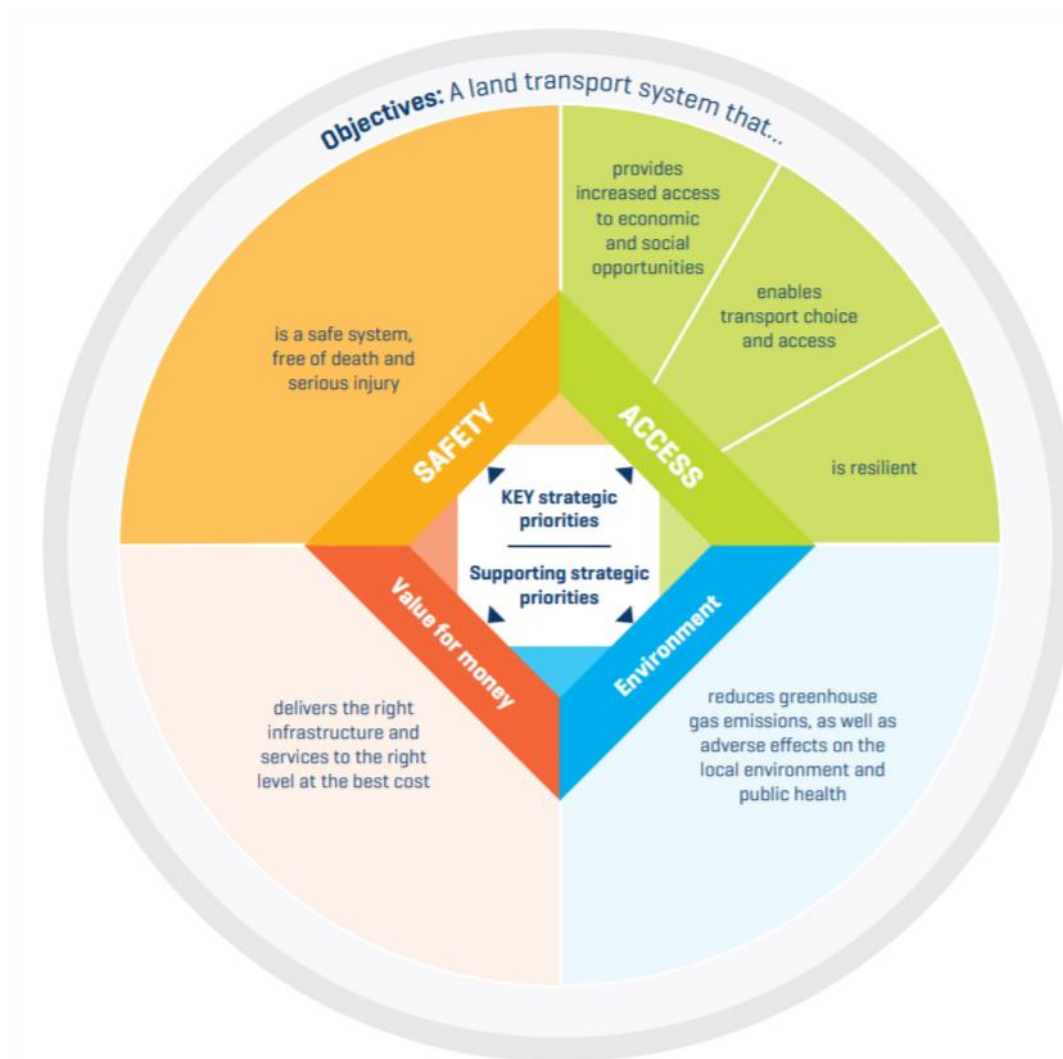 Objectives: A land transport system that...
provides
increased access
to economic
and social
opportunities
enables
transport choice
and access
is resilient
is a safe system,
free of death and
serious injury
SAFETY
ACCESS
KEY strategic
priorities
Supporting strategic
priorities
Value for money
Environment
delivers the right
infrastructure and
services to the right
level at the best cost
reduces greenhouse
gas emissions, as well as
adverse effects on the
local environment and
public health